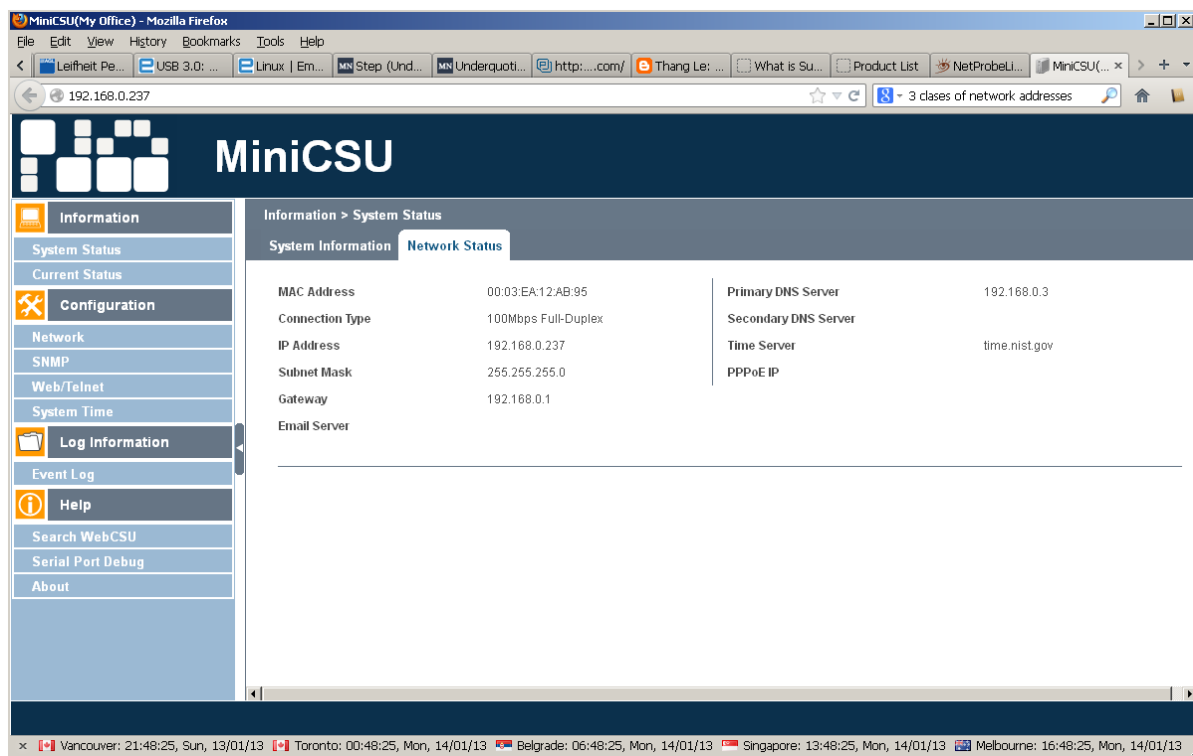 MiniCSU(My Office) - Mozilla Firefox
File Edit View History Bookmarks Tools Help
Leifheit Pe... USB 3.0: ... Linux | Em... Step (Und... Underquoti... http:....com/ Thang Le: ... What is Su... Product List NetProbeLi... MiniCSU(...
192.168.0.237 3 clases of network addresses
MiniCSU
Information
System Status
Current Status
Configuration
Network
SNMP
Web/Telnet
System Time
Log Information
Event Log
Help
Search WebCSU
Serial Port Debug
About
Information > System Status
System Information Network Status
MAC Address 00:03:EA:12:AB:95
Connection Type 100Mbps Full-Duplex
IP Address 192.168.0.237
Subnet Mask 255.255.255.0
Gateway 192.168.0.1
Email Server
Primary DNS Server 192.168.0.3
Secondary DNS Server
Time Server time.nist.gov
PPPoE IP
Vancouver: 21:48:25, Sun, 13/01/13 Toronto: 00:48:25, Mon, 14/01/13 Belgrade: 06:48:25, Mon, 14/01/13 Singapore: 13:48:25, Mon, 14/01/13 Melbourne: 16:48:25, Mon, 14/01/13